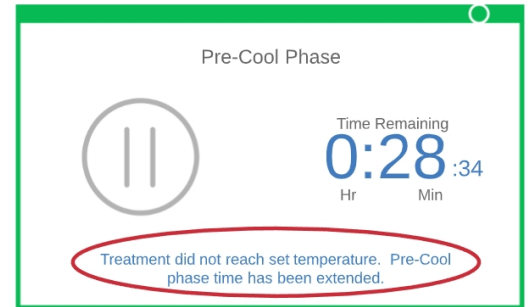 Pre-Cool Phase
Time Remaining
0:28 :34
Hr Min
Treatment did not reach set temperature. Pre-Cool
phase time has been extended.